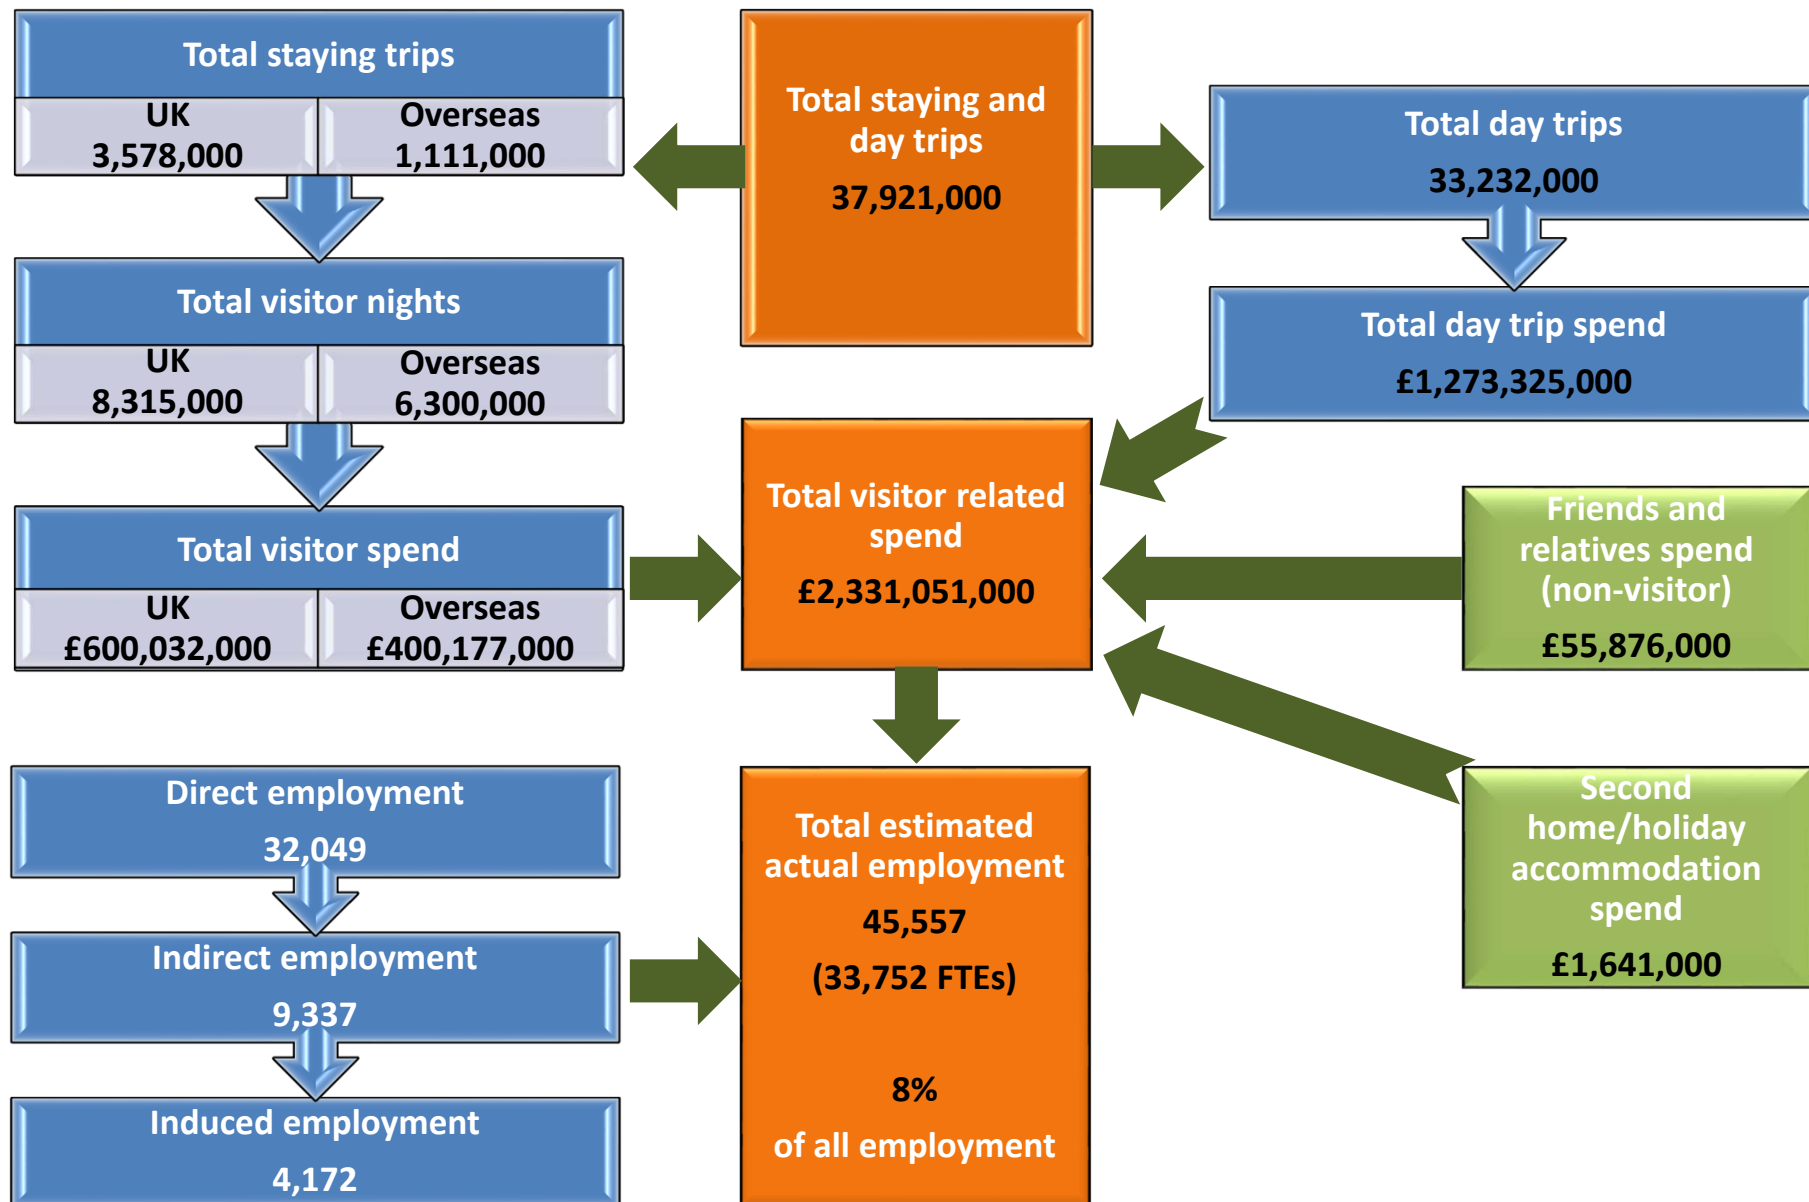 Total staying trips
UK
3,578,000
Overseas
1,111,000
Total visitor nights
UK
8,315,000
Overseas
6,300,000
Total visitor spend
UK
£600,032,000
Overseas
£400,177,000
Direct employment
32,049
Indirect employment
9,337
Induced employment
4,172
Total staying and
day trips
37,921,000
Total visitor related
spend
£2,331,051,000
Total estimated
actual employment
45,557
(33,752 FTEs)
8%
of all employment
Total day trips
33,232,000
Total day trip spend
£1,273,325,000
Friends and
relatives spend
(non-visitor)
£55,876,000
Second
home/holiday
accommodation
spend
£1,641,000